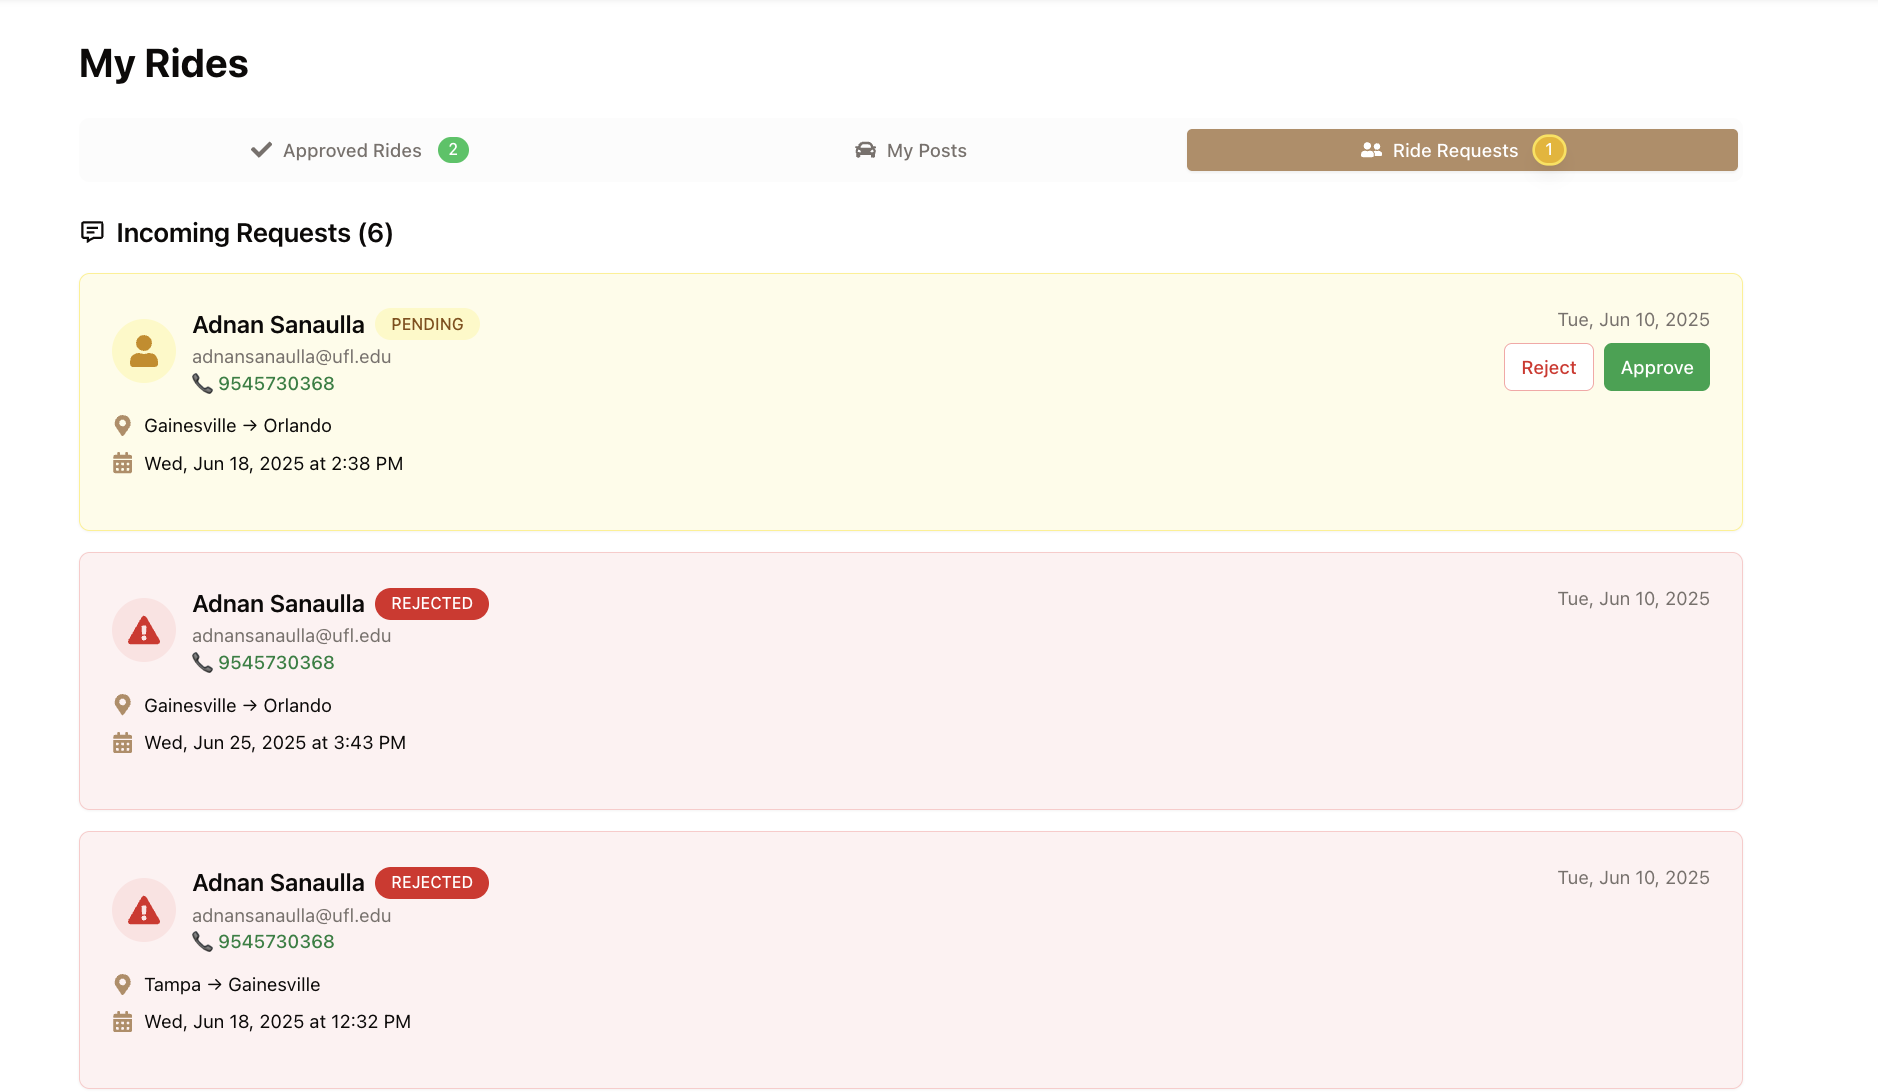 My Rides
Approved Rides 2
My Posts
Ride Requests 1
Incoming Requests (6)
Adnan Sanaulla PENDING
Tue, Jun 10, 2025
adnansanaulla@ufl.edu
9545730368
Reject Approve
Gainesville → Orlando
Wed, Jun 18, 2025 at 2:38 PM
Adnan Sanaulla REJECTED
Tue, Jun 10, 2025
adnansanaulla@ufl.edu
9545730368
Gainesville → Orlando
Wed, Jun 25, 2025 at 3:43 PM
Adnan Sanaulla REJECTED
Tue, Jun 10, 2025
adnansanaulla@ufl.edu
9545730368
Tampa → Gainesville
Wed, Jun 18, 2025 at 12:32 PM